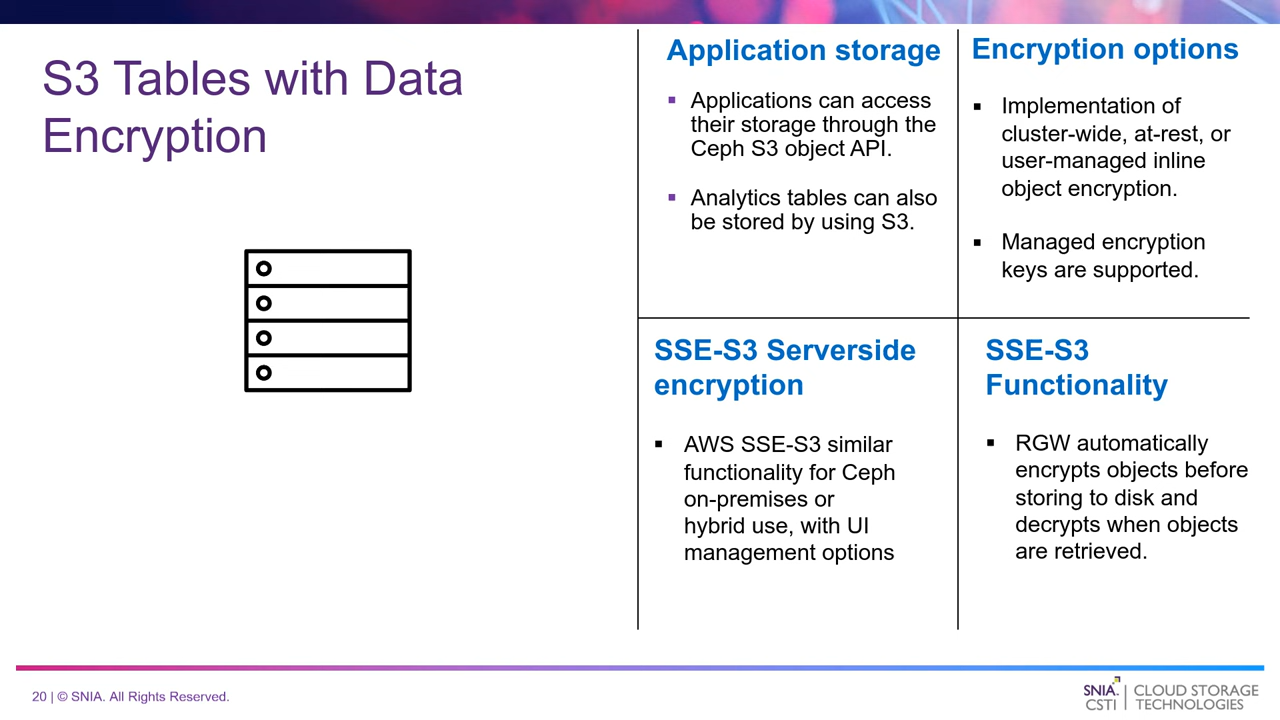 S3 Tables with Data
Encryption
Application storage
▪ Applications can access
their storage through the
Ceph S3 object API.
▪ Analytics tables can also
be stored by using S3.
Encryption options
▪ Implementation of
cluster-wide, at-rest, or
user-managed inline
object encryption.
▪ Managed encryption
keys are supported.
SSE-S3 Serverside
encryption
▪ AWS SSE-S3 similar
functionality for Ceph
on-premises or
hybrid use, with UI
management options
SSE-S3
Functionality
▪ RGW automatically
encrypts objects before
storing to disk and
decrypts when objects
are retrieved.
20 | © SNIA. All Rights Reserved.
SNIA.
CSTI
CLOUD STORAGE
TECHNOLOGIES